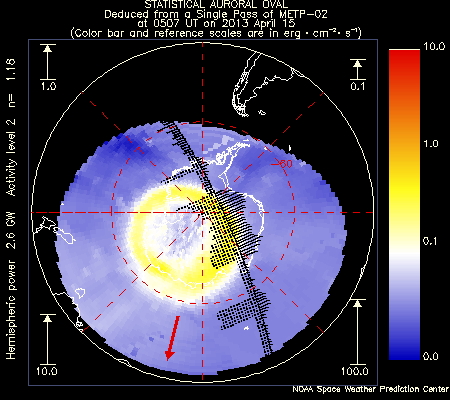 STATISTICAL AURORAL OVAL
Deduced from a Single Pass of METP-02
at 0507 UT on 2013 April 15
(Color bar and reference scales are in erg · cm⁻² · s⁻¹)
Hemispheric power 2.6 GW Activity level 2 n= 1.18
1.0
0.1
-60
10.0
100.0
10.0
1.0
0.1
0.0
NOAA Space Weather Prediction Center